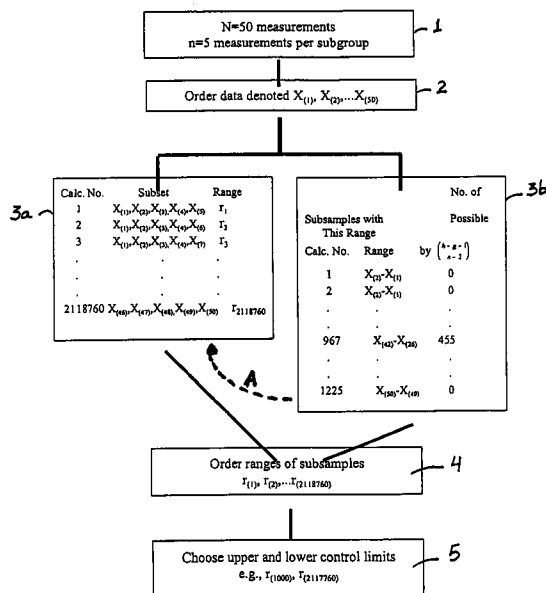 N=50 measurements
n=5 measurements per subgroup
1
Order data denoted X(1), X(2),...X(50)
2
3a
Calc. No. Subset Range
1 X(1),X(2),X(3),X(4),X(5) r1
2 X(1),X(2),X(3),X(4),X(6) r2
3 X(1),X(2),X(3),X(4),X(7) r3
. . .
. . .
. . .
2118760 X(46),X(47),X(48),X(49),X(50) r2118760
3b
No. of
Subsamples with Possible
This Range
Calc. No. Range by (h - g - 1 n - 2)
1 X(2)-X(1) 0
2 X(2)-X(1) 0
. . .
. . .
967 X(42)-X(26) 455
. . .
. . .
1225 X(50)-X(49) 0
A
Order ranges of subsamples
r(1), r(2),...r(2118760)
4
Choose upper and lower control limits
e.g., r(1000), r(2117760)
5